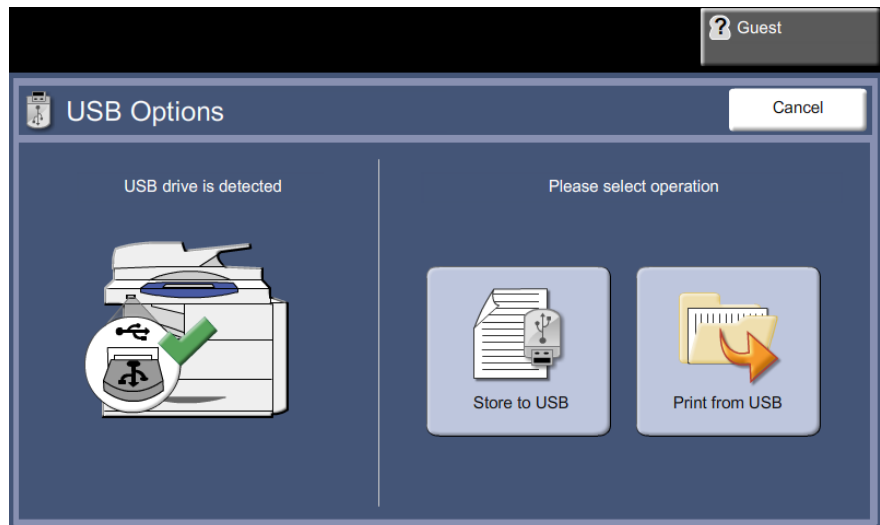 Guest
USB Options
Cancel
USB drive is detected
Please select operation
Store to USB
Print from USB